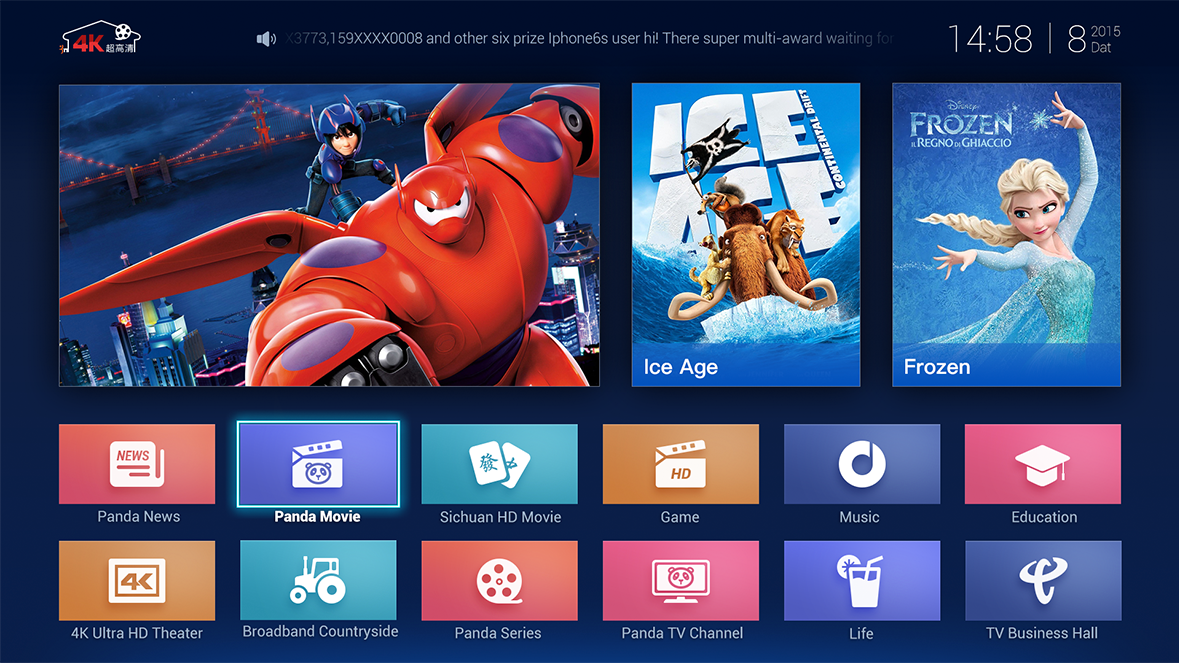 4K超高清
X3773,159XXXX0008 and other six prize Iphone6s user hi! There super multi-award waiting for
14:58
8
2015
Dat
ICE AGE
CONTINENTAL DRIFT
Ice Age
Disney
FROZEN
IL REGNO DI GHIACCIO
Frozen
NEWS
發
HD
Panda News
Panda Movie
Sichuan HD Movie
Game
Music
Education
4K
4K Ultra HD Theater
Broadband Countryside
Panda Series
Panda TV Channel
Life
TV Business Hall